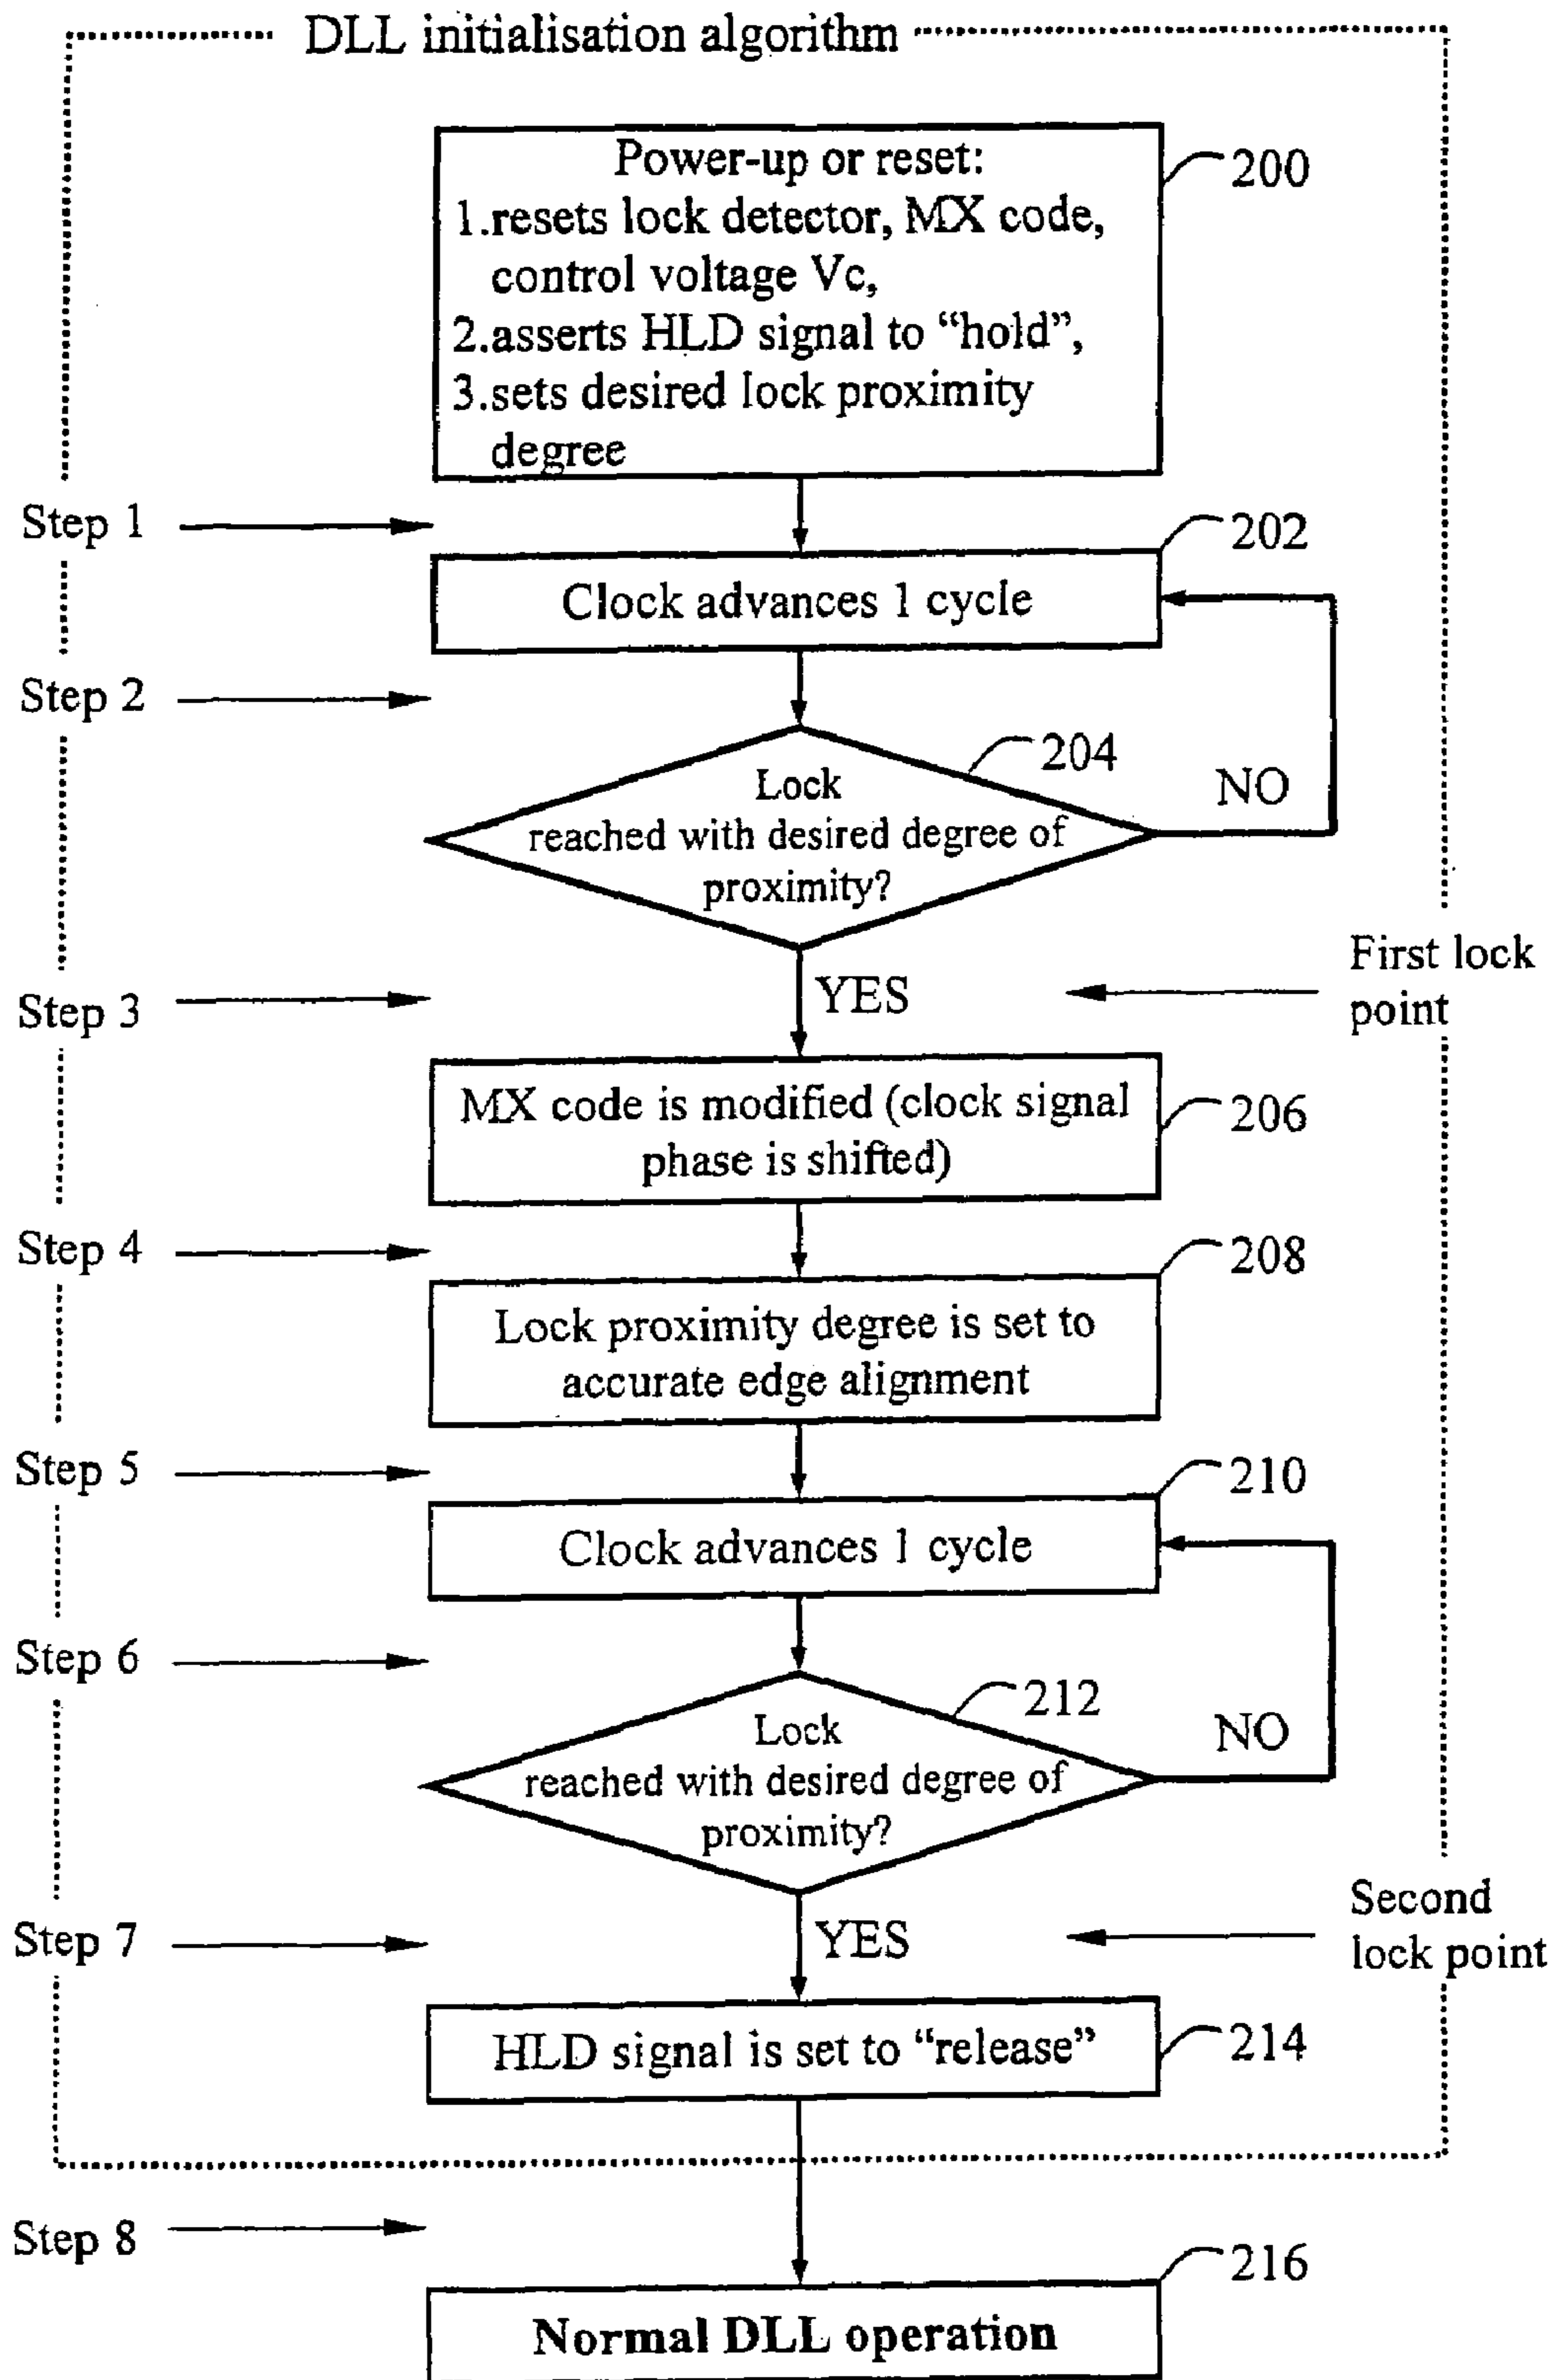 DLL initialisation algorithm
Power-up or reset:
1.resets lock detector, MX code,
control voltage Vc,
2.asserts HLD signal to “hold”,
3.sets desired lock proximity
degree
200
Step 1
202
Clock advances 1 cycle
Step 2
204
Lock
reached with desired degree of
proximity?
NO
First lock
point
Step 3
YES
MX code is modified (clock signal
phase is shifted)
206
Step 4
208
Lock proximity degree is set to
accurate edge alignment
Step 5
210
Clock advances 1 cycle
Step 6
212
Lock
reached with desired degree of
proximity?
NO
Second
lock point
Step 7
YES
HLD signal is set to “release”
214
Step 8
216
Normal DLL operation